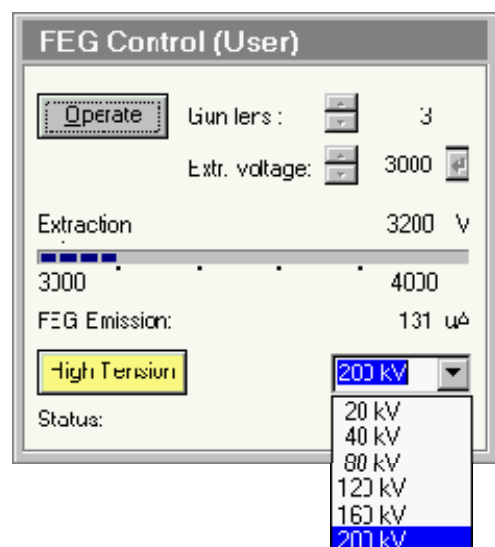 FEG Control (User)
Operate Gun lens : 3
Extr. voltage: 3000
Extraction 3200 V
3000 4000
FEG Emission: 131 uA
High Tension 200 kV
Status:
20 kV
40 kV
80 kV
120 kV
160 kV
200 kV